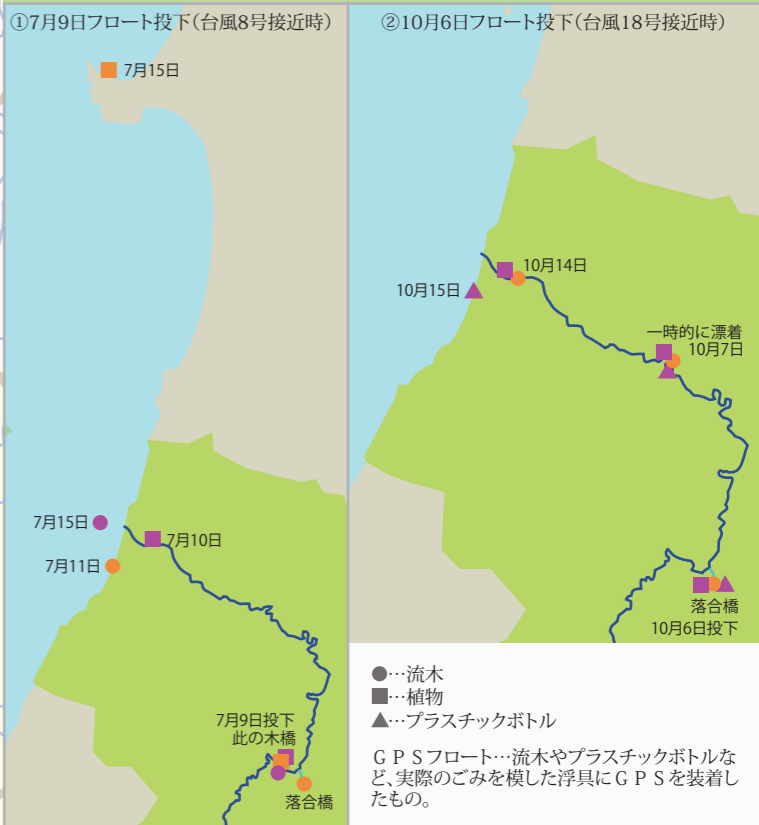 ①7月9日フロート投下(台風8号接近時)
7月15日
7月15日
7月10日
7月11日
7月9日投下
此の木橋
落合橋
②10月6日フロート投下(台風18号接近時)
10月14日
10月15日
一時的に漂着
10月7日
落合橋
10月6日投下
●…流木
■…植物
▲…プラスチックボトル
ＧＰＳフロート…流木やプラスチックボトルな
ど、実際のごみを模した浮具にＧＰＳを装着し
たもの。